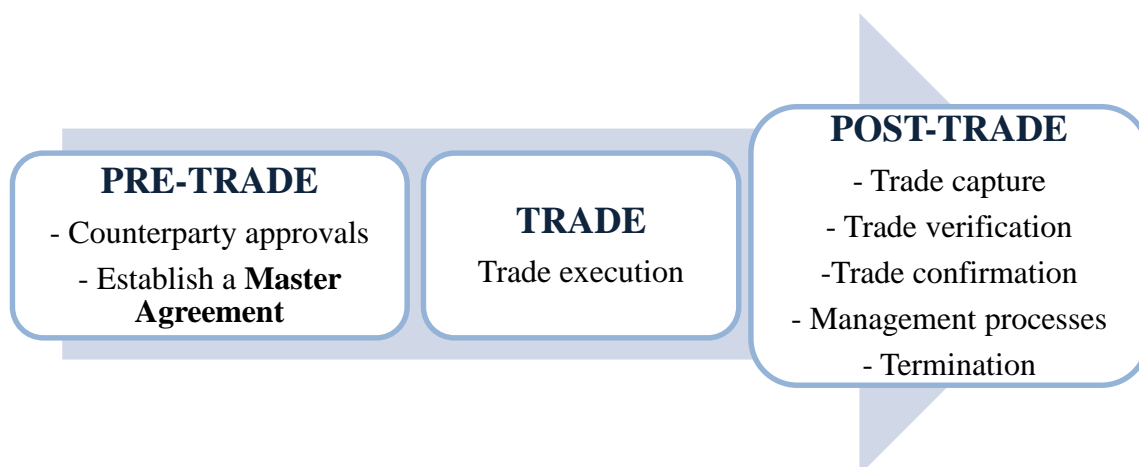 PRE-TRADE
- Counterparty approvals
- Establish a Master
Agreement
TRADE
Trade execution
POST-TRADE
- Trade capture
- Trade verification
-Trade confirmation
- Management processes
- Termination